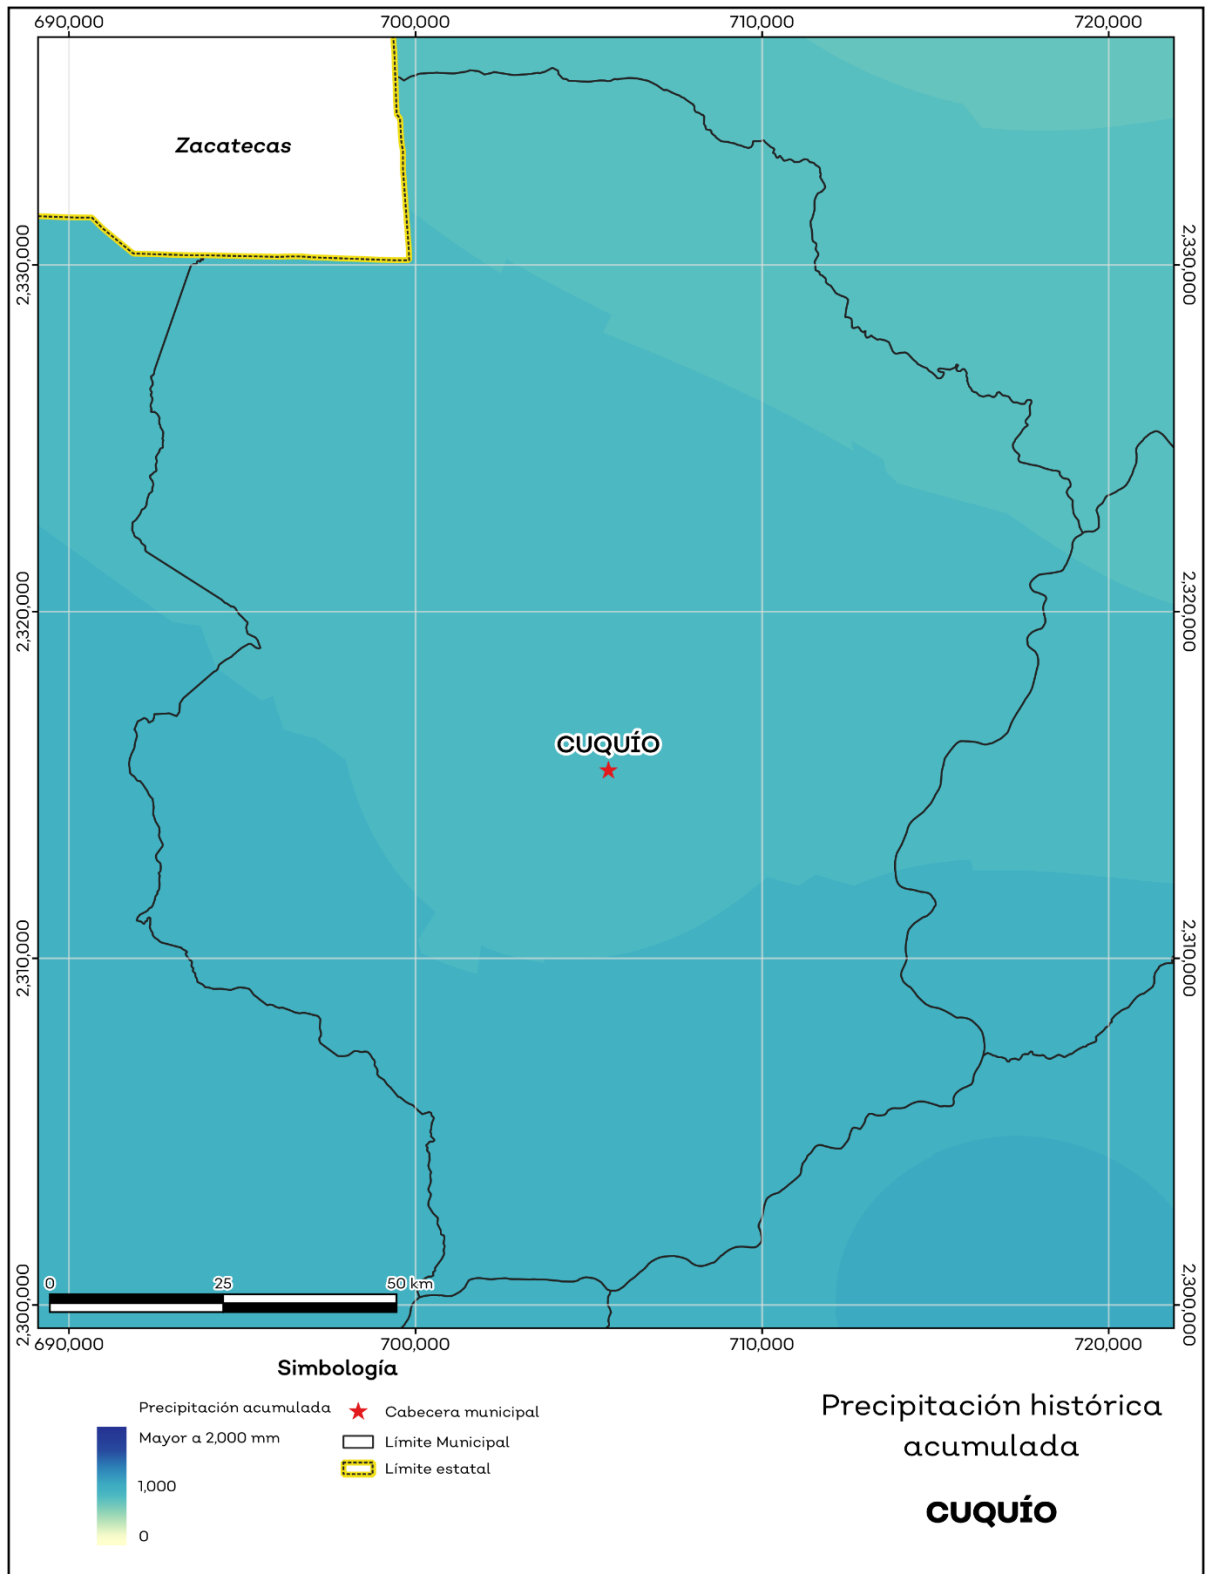 690,000
700,000
710,000
720,000
Zacatecas
2,330,000
2,330,000
2,320,000
2,320,000
CUQUÍO
2,310,000
2,310,000
2,300,000
2,300,000
0 25 50 km
690,000
700,000
710,000
720,000
Simbología
Precipitación acumulada
Mayor a 2,000 mm
1,000
0
Cabecera municipal
Límite Municipal
Límite estatal
Precipitación histórica
acumulada
CUQUÍO